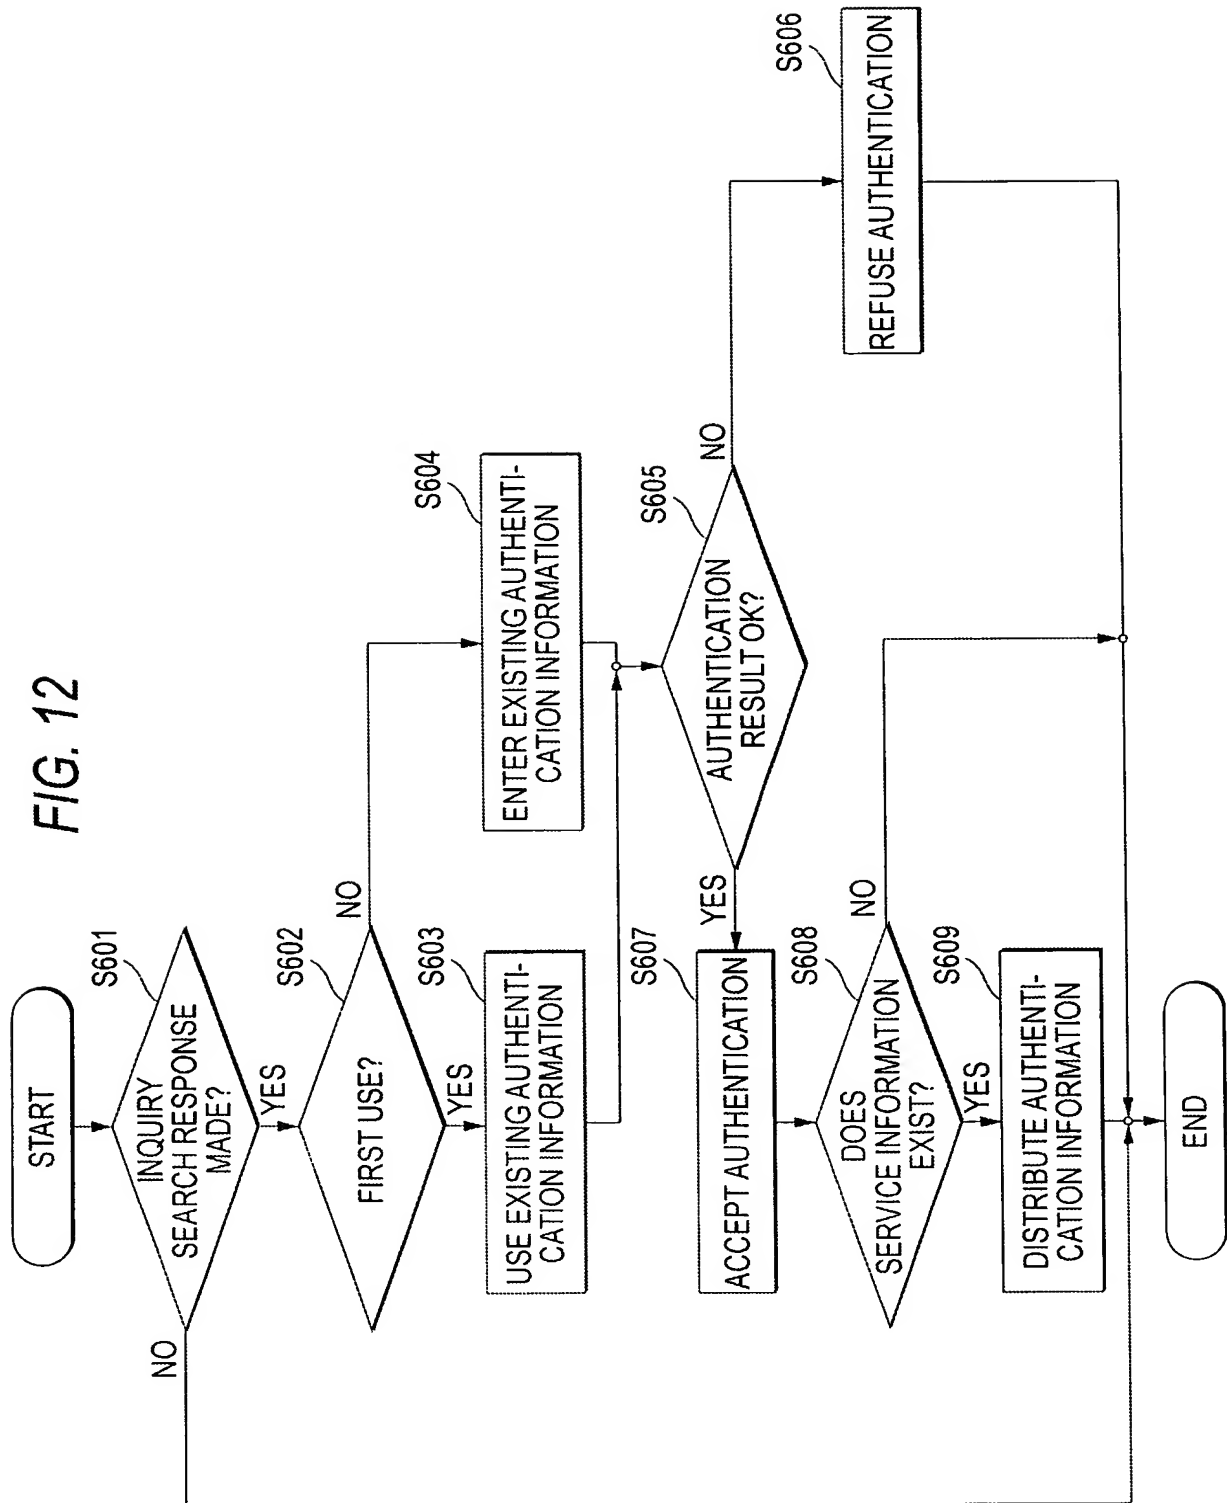 FIG. 12
START
S601
INQUIRY
SEARCH RESPONSE
MADE?
NO
YES
S602
FIRST USE?
NO
YES
S603
USE EXISTING AUTHENTI-
CATION INFORMATION
S604
ENTER EXISTING AUTHENTI-
CATION INFORMATION
S605
AUTHENTICATION
RESULT OK?
NO
YES
S606
REFUSE AUTHENTICATION
S607
ACCEPT AUTHENTICATION
S608
DOES
SERVICE INFORMATION
EXIST?
NO
YES
S609
DISTRIBUTE AUTHENTI-
CATION INFORMATION
END